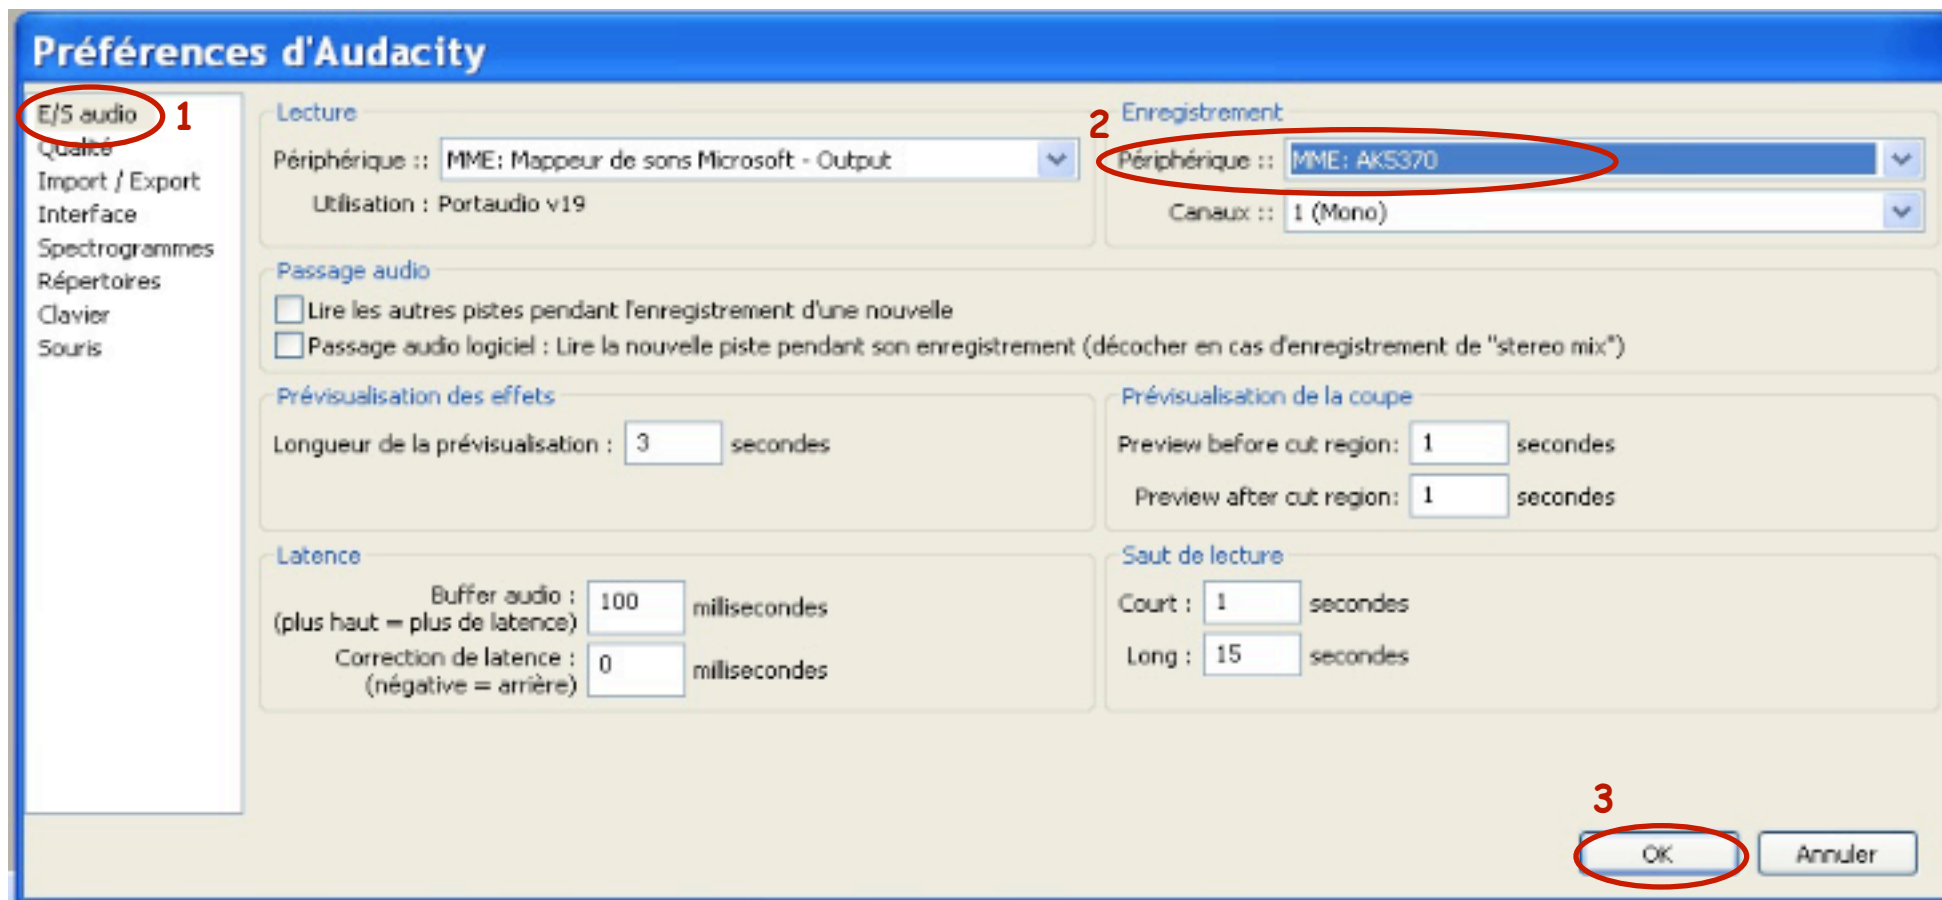 Préférences d'Audacity
E/S audio
1
Qualité
Import / Export
Interface
Spectrogrammes
Répertoires
Clavier
Souris
Lecture
Périphérique :: MME: Mappeur de sons Microsoft - Output
Utilisation : Portaudio v19
2
Enregistrement
Périphérique :: MME: AK5370
Canaux :: 1 (Mono)
Passage audio
Lire les autres pistes pendant l'enregistrement d'une nouvelle
Passage audio logiciel : Lire la nouvelle piste pendant son enregistrement (décocher en cas d'enregistrement de "stereo mix")
Prévisualisation des effets
Longueur de la prévisualisation : 3 secondes
Prévisualisation de la coupe
Preview before cut region: 1 secondes
Preview after cut region: 1 secondes
Latence
Buffer audio :
(plus haut = plus de latence) 100 millisecondes
Correction de latence :
(négative = arrière) 0 millisecondes
Saut de lecture
Court : 1 secondes
Long : 15 secondes
3
OK
Annuler